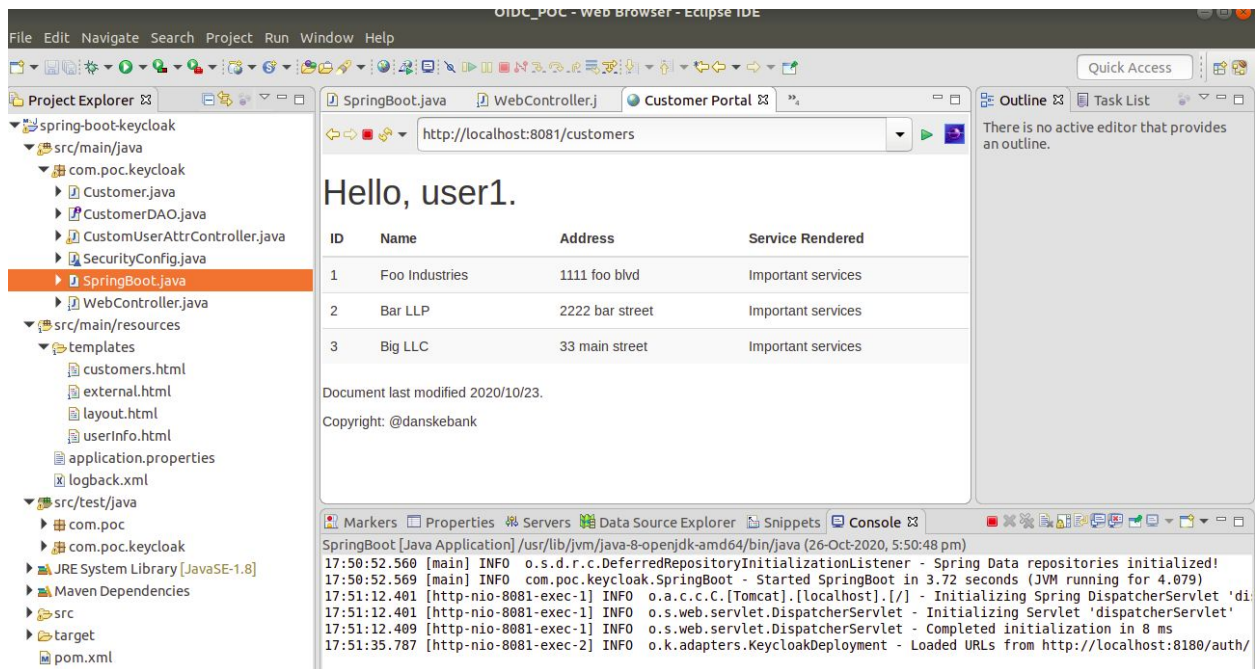 OIDC_POC - Web Browser - Eclipse IDE
File Edit Navigate Search Project Run Window Help
Quick Access
Project Explorer
spring-boot-keycloak
src/main/java
com.poc.keycloak
Customer.java
CustomerDAO.java
CustomUserAttrController.java
SecurityConfig.java
SpringBoot.java
WebController.java
src/main/resources
templates
customers.html
external.html
layout.html
userInfo.html
application.properties
logback.xml
src/test/java
com.poc
com.poc.keycloak
JRE System Library [JavaSE-1.8]
Maven Dependencies
src
target
pom.xml
SpringBoot.java WebController.j Customer Portal »4
http://localhost:8081/customers
Hello, user1.
ID Name Address Service Rendered
1 Foo Industries 1111 foo blvd Important services
2 Bar LLP 2222 bar street Important services
3 Big LLC 33 main street Important services
Document last modified 2020/10/23.
Copyright: @danskebank
Outline Task List
There is no active editor that provides
an outline.
Markers Properties Servers Data Source Explorer Snippets Console
SpringBoot [Java Application] /usr/lib/jvm/java-8-openjdk-amd64/bin/java (26-Oct-2020, 5:50:48 pm)
17:50:52.560 [main] INFO o.s.d.r.c.DeferredRepositoryInitializationListener - Spring Data repositories initialized!
17:50:52.569 [main] INFO com.poc.keycloak.SpringBoot - Started SpringBoot in 3.72 seconds (JVM running for 4.079)
17:51:12.401 [http-nio-8081-exec-1] INFO o.a.c.c.C.[Tomcat].[localhost].[/] - Initializing Spring DispatcherServlet 'di
17:51:12.401 [http-nio-8081-exec-1] INFO o.s.web.servlet.DispatcherServlet - Initializing Servlet 'dispatcherServlet'
17:51:12.409 [http-nio-8081-exec-1] INFO o.s.web.servlet.DispatcherServlet - Completed initialization in 8 ms
17:51:35.787 [http-nio-8081-exec-2] INFO o.k.adapters.KeycloakDeployment - Loaded URLs from http://localhost:8180/auth/